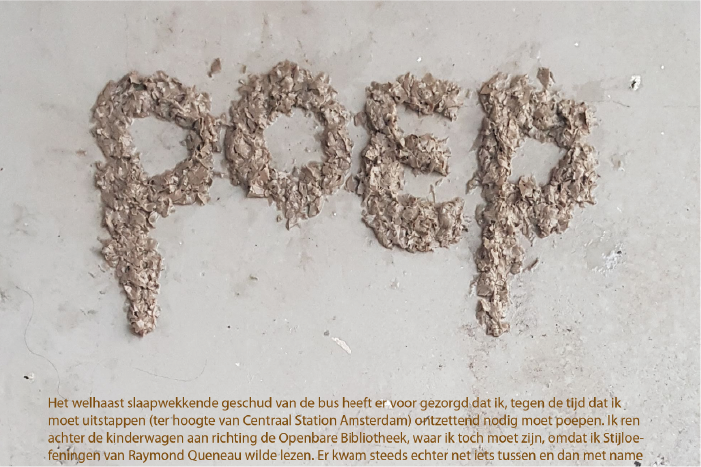 poep
Het welhaast slaapwekkende geschud van de bus heeft er voor gezorgd dat ik, tegen de tijd dat ik
moet uitstappen (ter hoogte van Centraal Station Amsterdam) ontzettend nodig moet poepen. Ik ren
achter de kinderwagen aan richting de Openbare Bibliotheek, waar ik toch moet zijn, omdat ik Stijloe-
feningen van Raymond Queneau wilde lezen. Er kwam steeds echter net iets tussen en dan met name